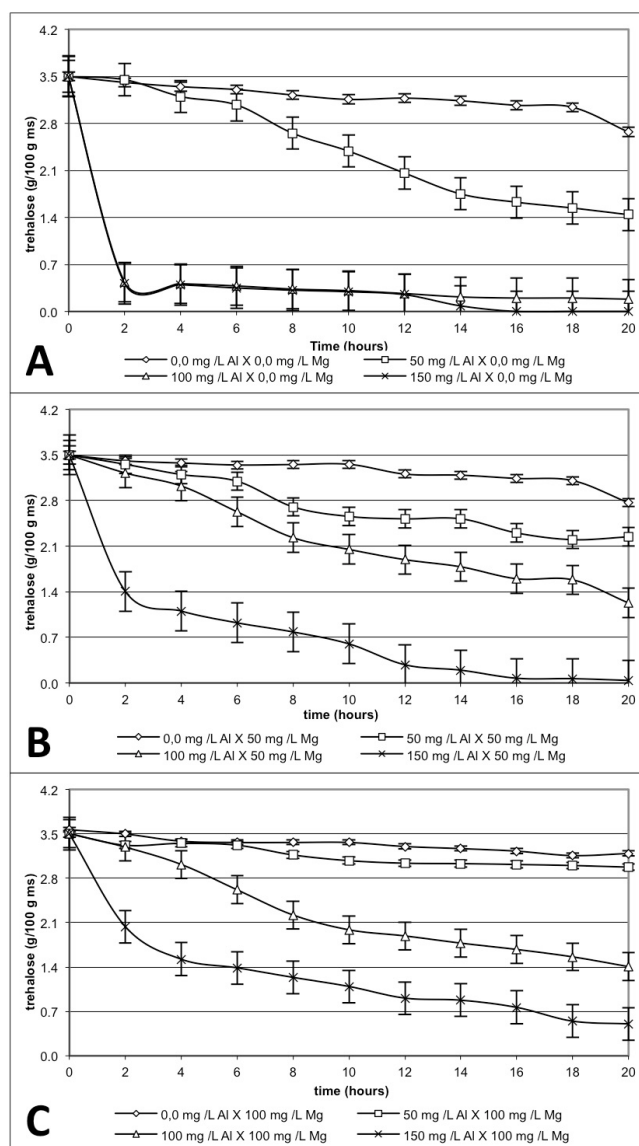 4.2
3.5
2.8
2.1
1.4
0.7
0.0
trehalose (g/100 g ms)
0 2 4 6 8 10 12 14 16 18 20
Time (hours)
A
0,0 mg /L Al X 0,0 mg /L Mg
50 mg /L Al X 0,0 mg /L Mg
100 mg /L Al X 0,0 mg /L Mg
150 mg /L Al X 0,0 mg /L Mg
4.2
3.5
2.8
2.1
1.4
0.7
0.0
trehalose (g/100 g ms)
0 2 4 6 8 10 12 14 16 18 20
time (hours)
B
0,0 mg /L Al X 50 mg /L Mg
50 mg /L Al X 50 mg /L Mg
100 mg /L Al X 50 mg /L Mg
150 mg /L Al X 50 mg /L Mg
4.2
3.5
2.8
2.1
1.4
0.7
0.0
trehalose (g/100 g ms)
0 2 4 6 8 10 12 14 16 18 20
time (hours)
C
0,0 mg /L Al X 100 mg /L Mg
50 mg /L Al X 100 mg /L Mg
100 mg /L Al X 100 mg /L Mg
150 mg /L Al X 100 mg /L Mg